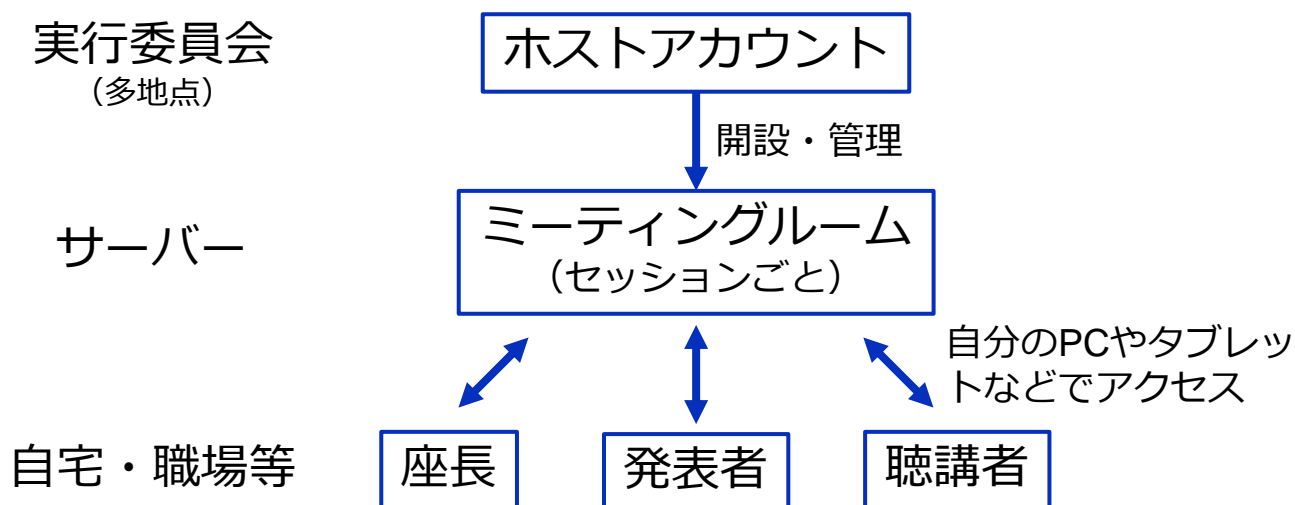 実行委員会
（多地点）
ホストアカウント
開設・管理
サーバー
ミーティングルーム
（セッションごと）
自分のPCやタブレッ
トなどでアクセス
自宅・職場等
座長
発表者
聴講者